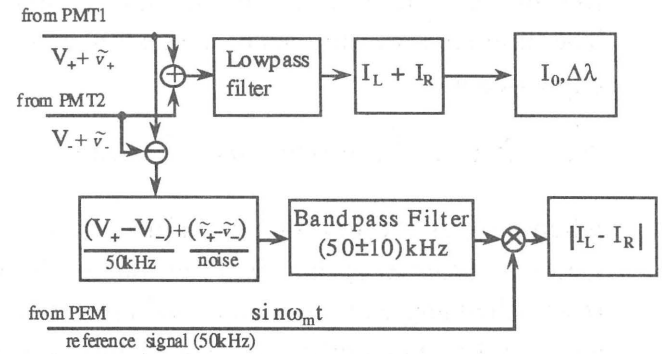 from PMT1
V₊ + ṽ₊
+
Lowpass
filter
I_L + I_R
I₀, Δλ
from PMT2
V₋ + ṽ₋
−
(V₊ − V₋) + (ṽ₊ − ṽ₋)
50kHz noise
Bandpass Filter
(50±10)kHz
⊗
|I_L - I_R|
from PEM sinω_m t
reference signal (50kHz)